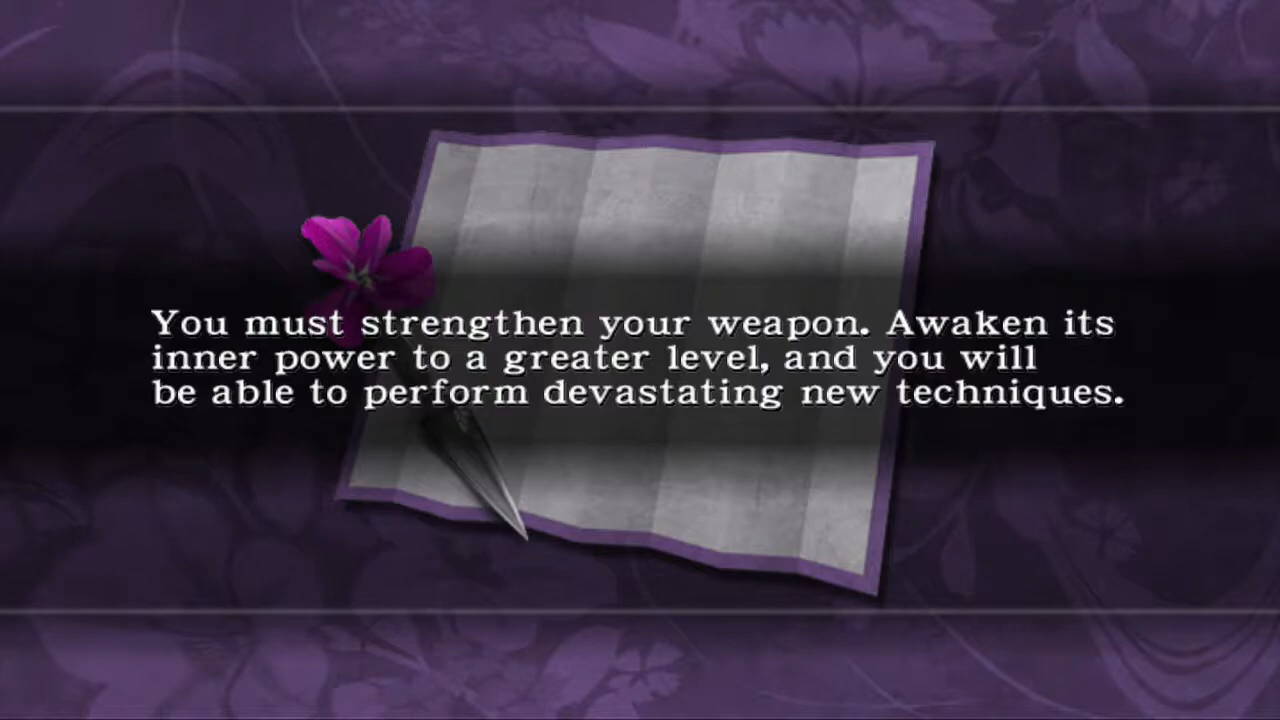 You must strengthen your weapon. Awaken its
inner power to a greater level, and you will
be able to perform devastating new techniques.